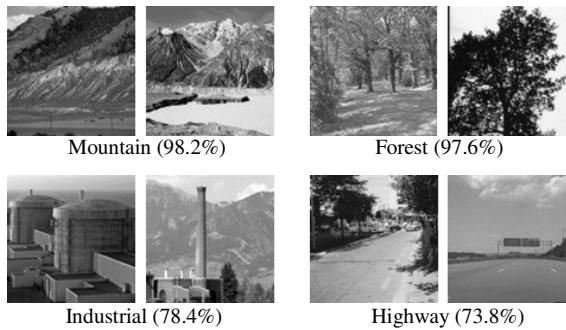 Mountain (98.2%)
Forest (97.6%)
Industrial (78.4%)
Highway (73.8%)